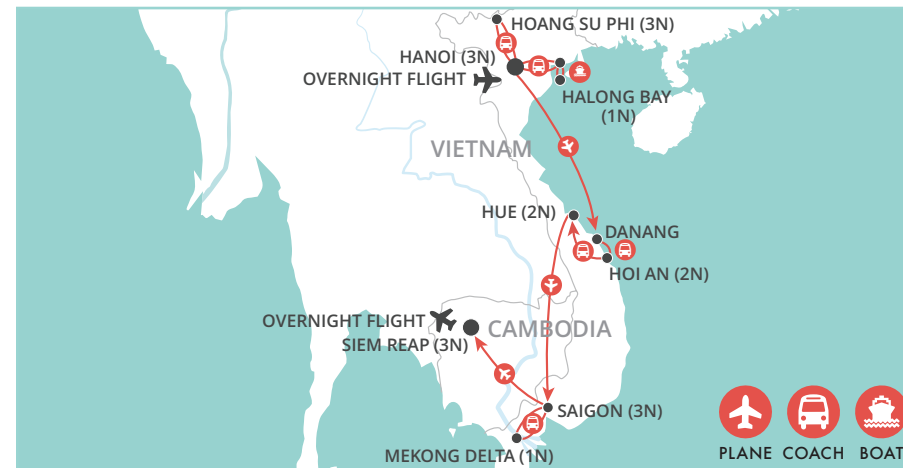 HOANG SU PHI (3N)
HANOI (3N)
OVERNIGHT FLIGHT
HALONG BAY
(1N)
VIETNAM
HUE (2N)
DANANG
HOI AN (2N)
OVERNIGHT FLIGHT
CAMBODIA
SIEM REAP (3N)
SAIGON (3N)
MEKONG DELTA (1N)
PLANE COACH BOAT